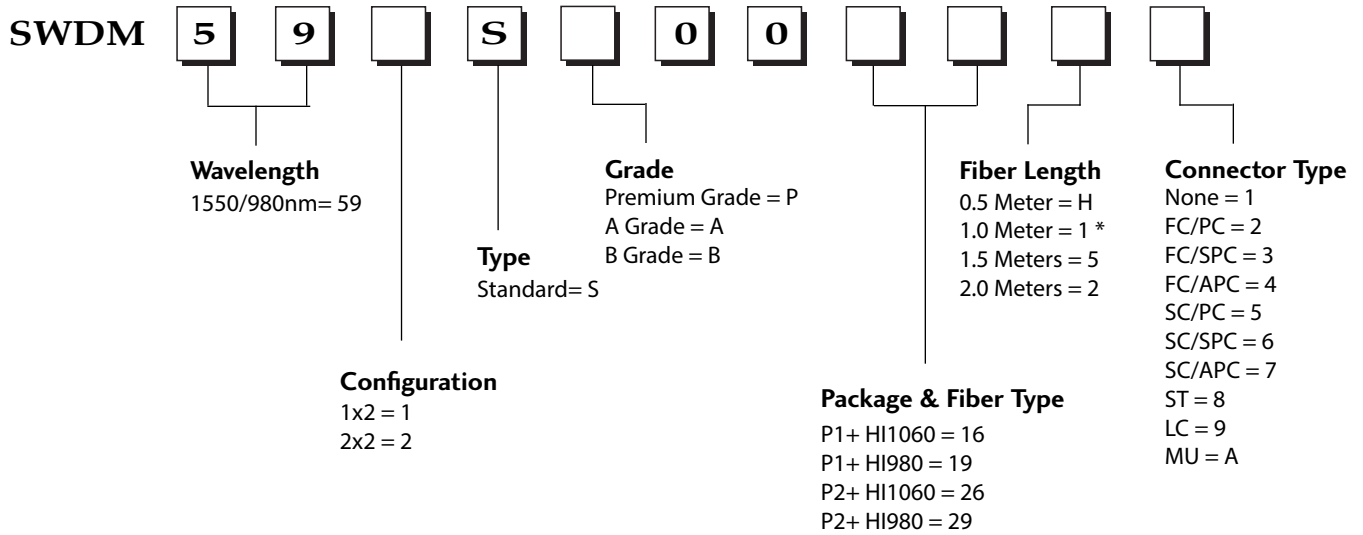 SWDM 5 9 S 0 0
Wavelength
1550/980nm= 59
Configuration
1x2 = 1
2x2 = 2
Type
Standard= S
Grade
Premium Grade = P
A Grade = A
B Grade = B
Package & Fiber Type
P1+ HI1060 = 16
P1+ HI980 = 19
P2+ HI1060 = 26
P2+ HI980 = 29
Fiber Length
0.5 Meter = H
1.0 Meter = 1 *
1.5 Meters = 5
2.0 Meters = 2
Connector Type
None = 1
FC/PC = 2
FC/SPC = 3
FC/APC = 4
SC/PC = 5
SC/SPC = 6
SC/APC = 7
ST = 8
LC = 9
MU = A